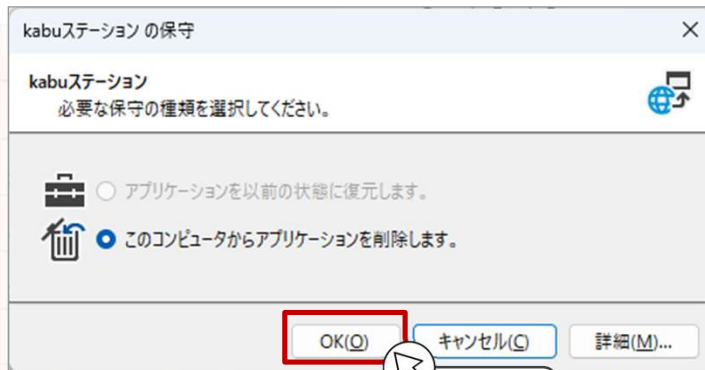 kabuステーション の保守
kabuステーション
必要な保守の種類を選択してください。
アプリケーションを以前の状態に復元します。
このコンピュータからアプリケーションを削除します。
OK(O)
キャンセル(C)
詳細(M)...